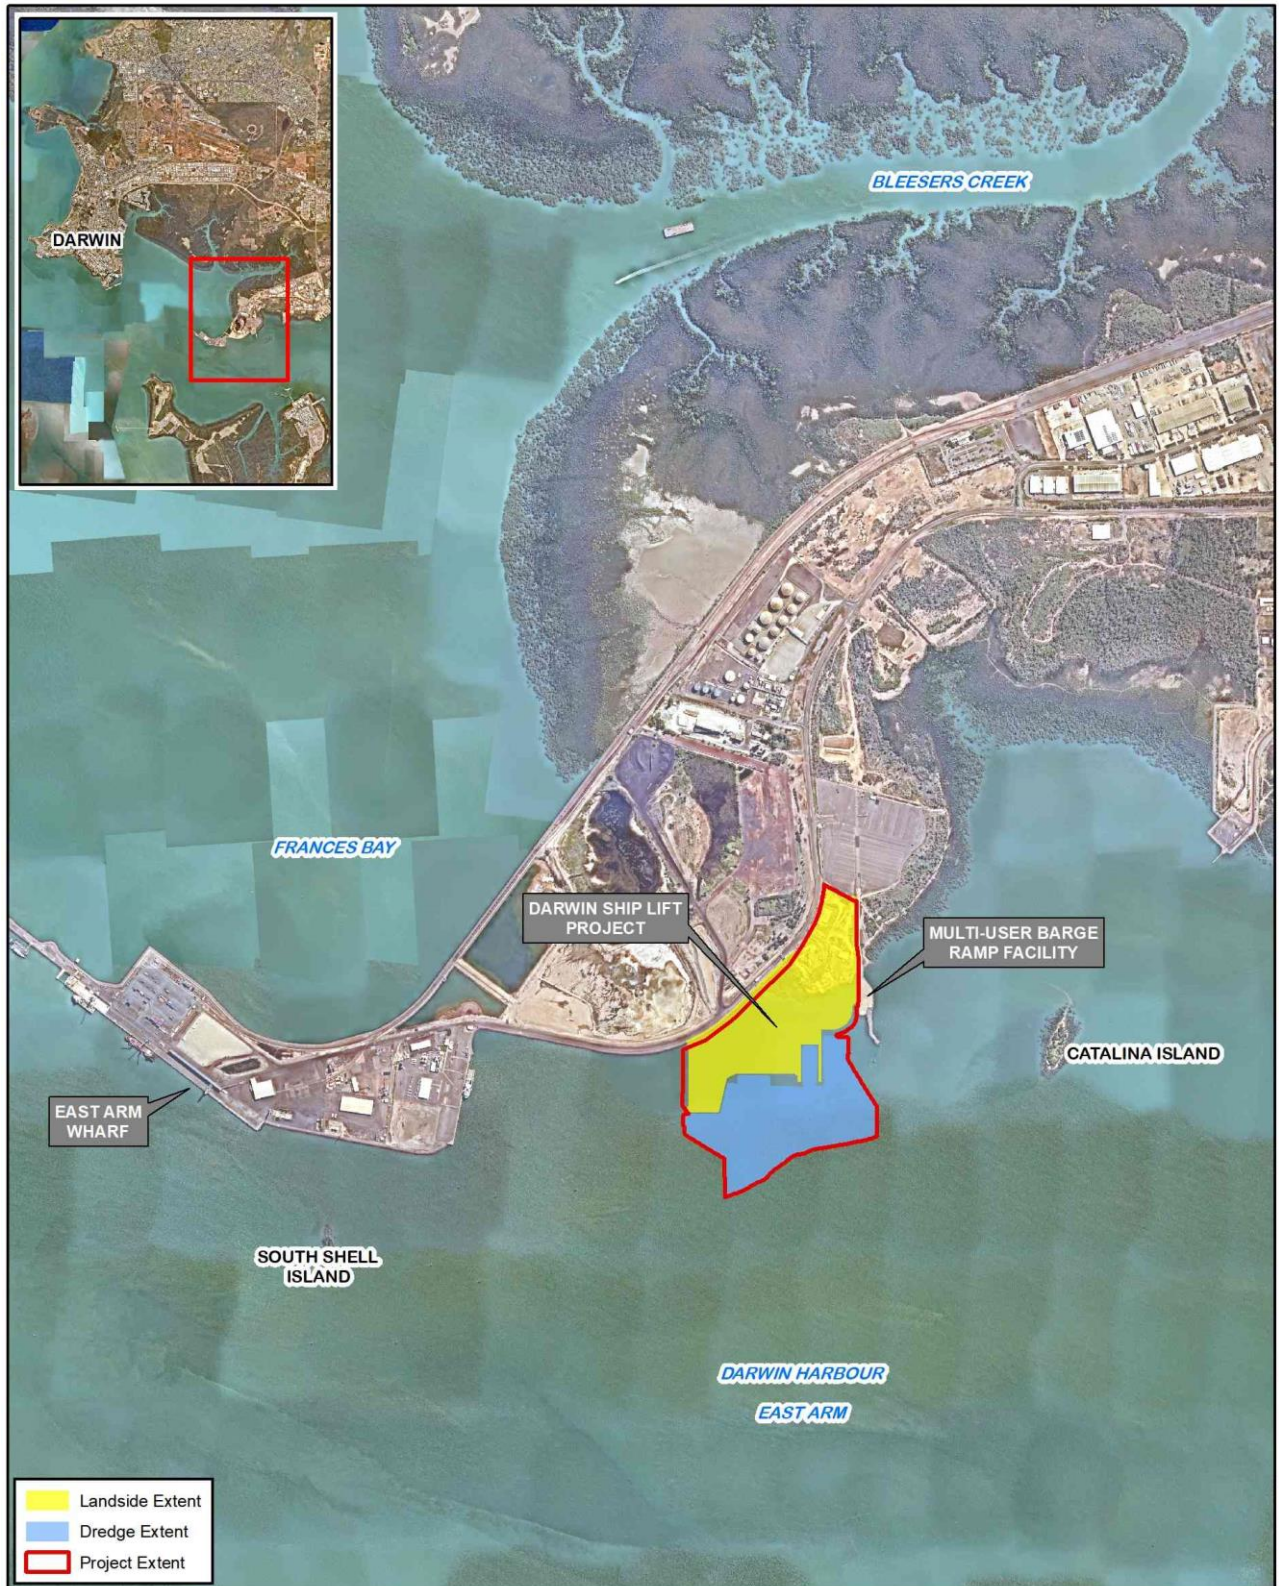 DARWIN
BLEESERS CREEK
FRANCES BAY
DARWIN SHIP LIFT
PROJECT
MULTI-USER BARGE
RAMP FACILITY
CATALINA ISLAND
EAST ARM
WHARF
SOUTH SHELL
ISLAND
DARWIN HARBOUR
EAST ARM
Landside Extent
Dredge Extent
Project Extent